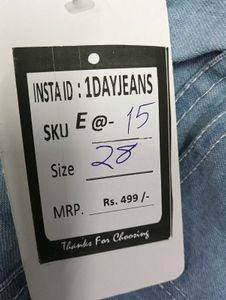 INSTA ID : 1DAYJEANS
SKU E @- 15
Size 28
MRP. Rs. 499 /-
Thanks For Choosing